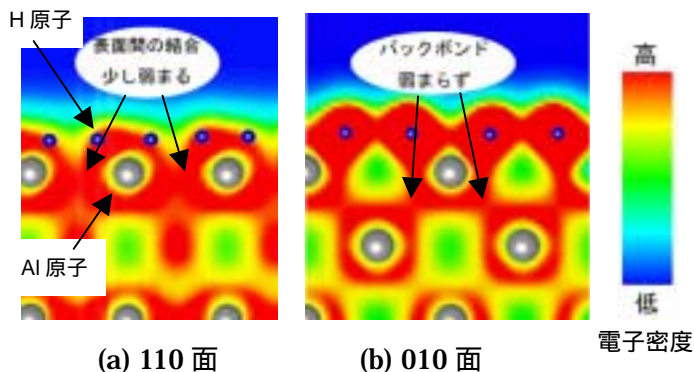 H 原子
表面間の結合
少し弱まる
Al 原子
(a) 110 面
バックボンド
弱まらず
(b) 010 面
高
低
電子密度